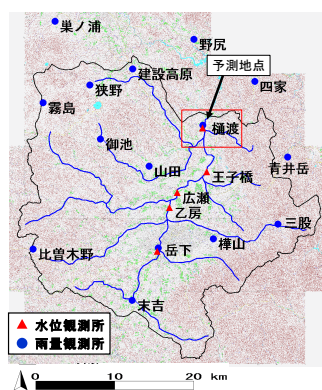 巣ノ浦
野尻
予測地点
建設高原
狭野
四家
霧島
樋渡
御池
青井岳
山田
王子橋
広瀬
乙房
三股
樺山
比曽木野
岳下
末吉
水位観測所
雨量観測所
0 10 20 km